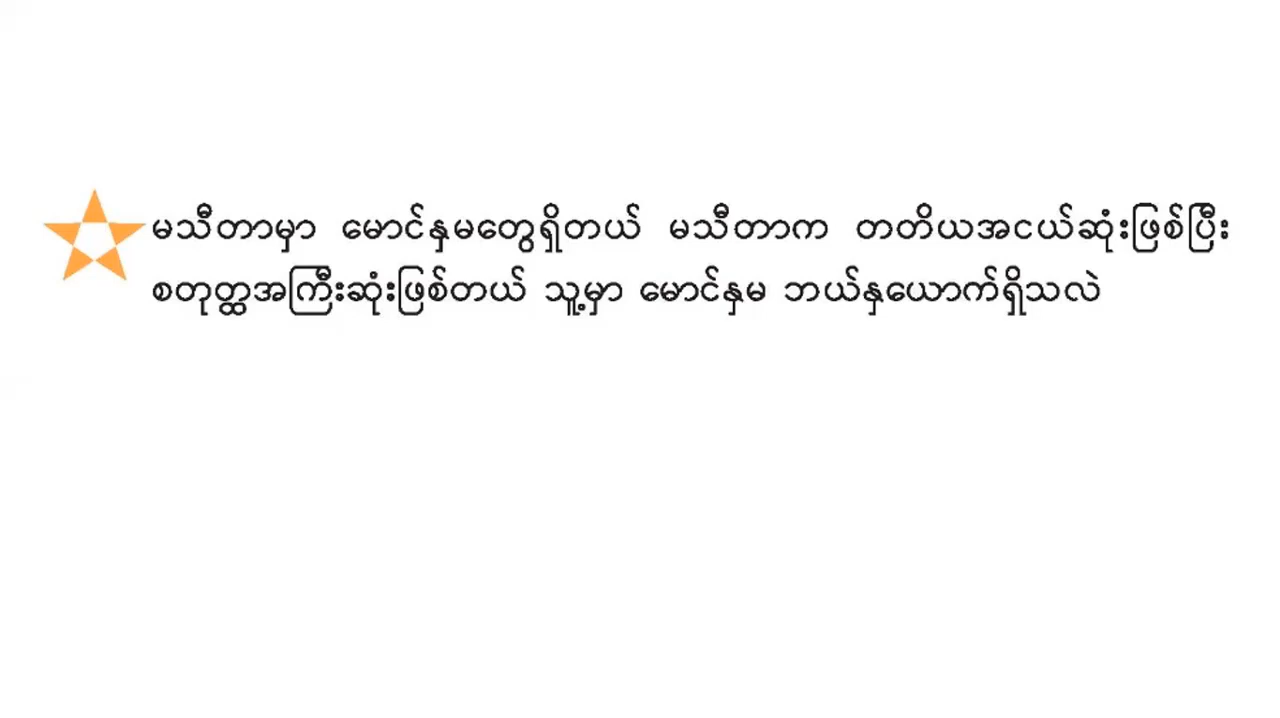 မသီတာမှာ မောင်နှမတွေရှိတယ် မသီတာက တတိယအငယ်ဆုံးဖြစ်ပြီး
စတုတ္ထအကြီးဆုံးဖြစ်တယ် သူ့မှာ မောင်နှမ ဘယ်နှယောက်ရှိသလဲ